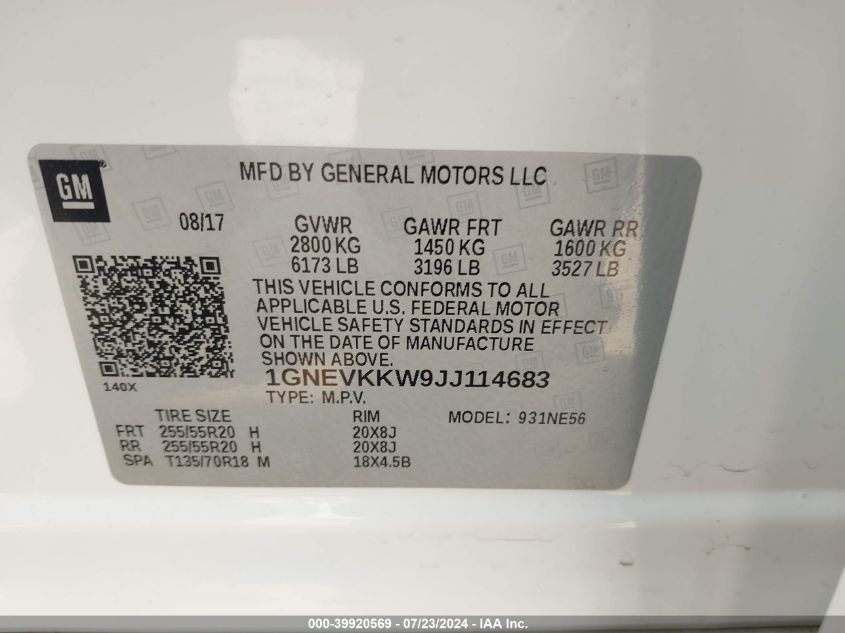 GM
MFD BY GENERAL MOTORS LLC
08/17 GVWR GAWR FRT GAWR RR
2800 KG 1450 KG 1600 KG
6173 LB 3196 LB 3527 LB
THIS VEHICLE CONFORMS TO ALL
APPLICABLE U.S. FEDERAL MOTOR
VEHICLE SAFETY STANDARDS IN EFFECT
ON THE DATE OF MANUFACTURE
SHOWN ABOVE.
140X
1GNEVKKW9JJ114683
TYPE: M.P.V.
TIRE SIZE RIM MODEL: 931NE56
FRT 255/55R20 H 20X8J
RR 255/55R20 H 20X8J
SPA T135/70R18 M 18X4.5B
000-39920569 - 07/23/2024 - IAA Inc.